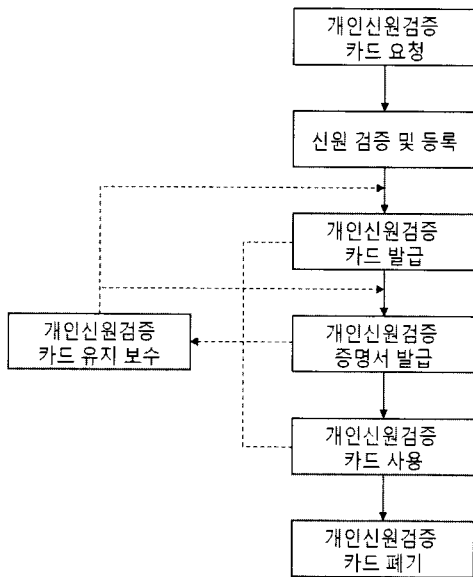 개인신원검증
카드 요청
신원 검증 및 등록
개인신원검증
카드 발급
개인신원검증
카드 유지 보수
개인신원검증
증명서 발급
개인신원검증
카드 사용
개인신원검증
카드 폐기